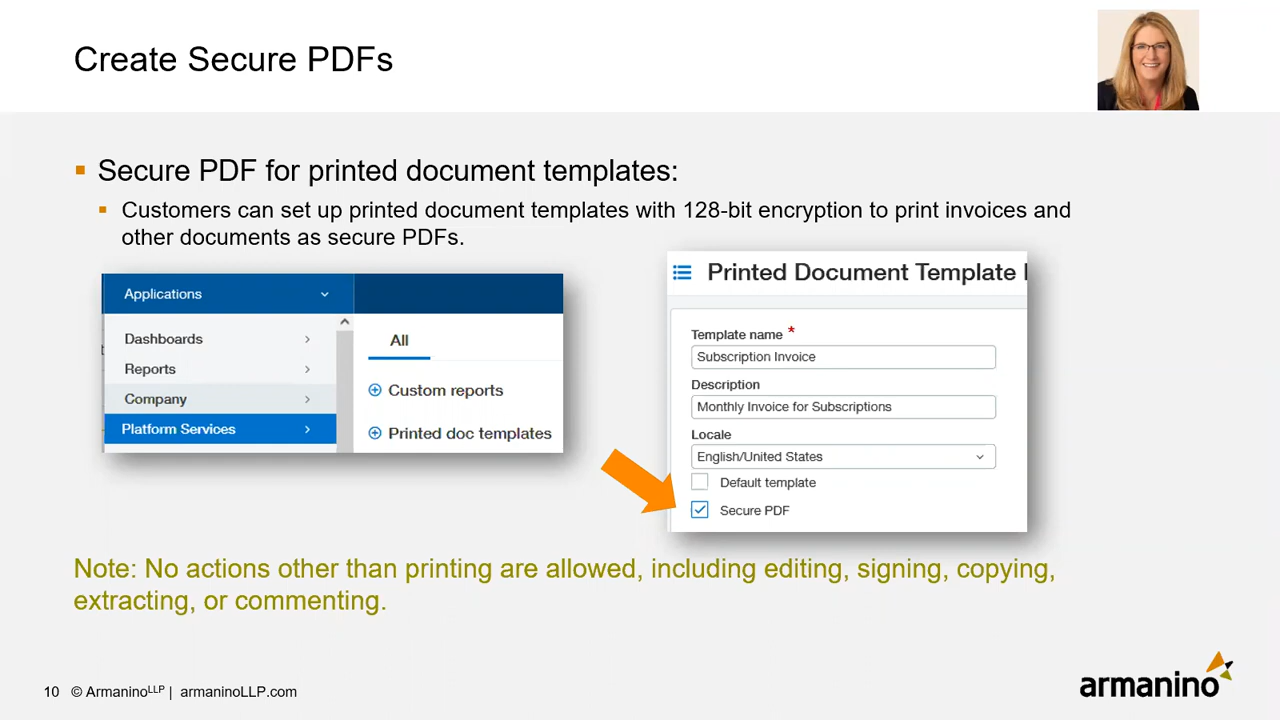 Create Secure PDFs
Secure PDF for printed document templates:
Customers can set up printed document templates with 128-bit encryption to print invoices and
other documents as secure PDFs.
Applications
Dashboards
Reports
Company
Platform Services
All
Custom reports
Printed doc templates
Printed Document Template
Template name *
Subscription Invoice
Description
Monthly Invoice for Subscriptions
Locale
English/United States
Default template
Secure PDF
Note: No actions other than printing are allowed, including editing, signing, copying,
extracting, or commenting.
10 © ArmaninoLLP | armaninoLLP.com
armanino